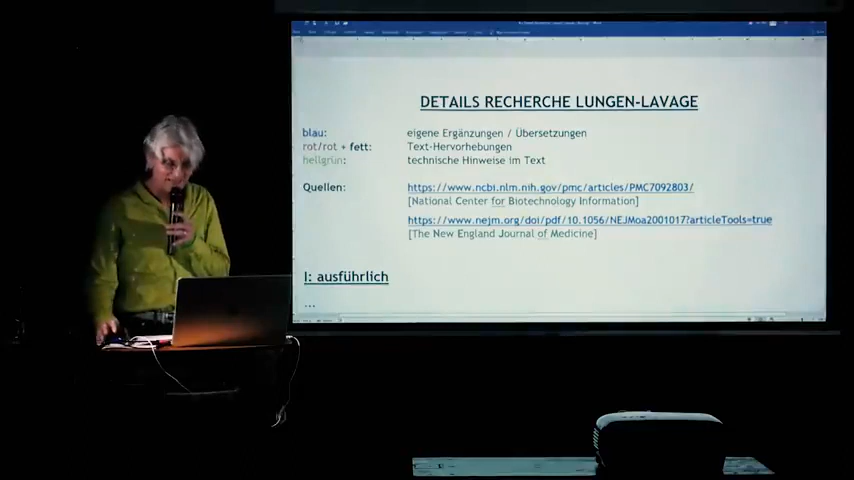 DETAILS RECHERCHE LUNGEN-LAVAGE
blau: eigene Ergänzungen / Übersetzungen
rot/rot + fett: Text-Hervorhebungen
hellgrün: technische Hinweise im Text
Quellen: https://www.ncbi.nlm.nih.gov/pmc/articles/PMC7092803/
[National Center for Biotechnology Information]
https://www.nejm.org/doi/pdf/10.1056/NEJMoa2001017?articleTools=true
[The New England Journal of Medicine]
I: ausführlich
...